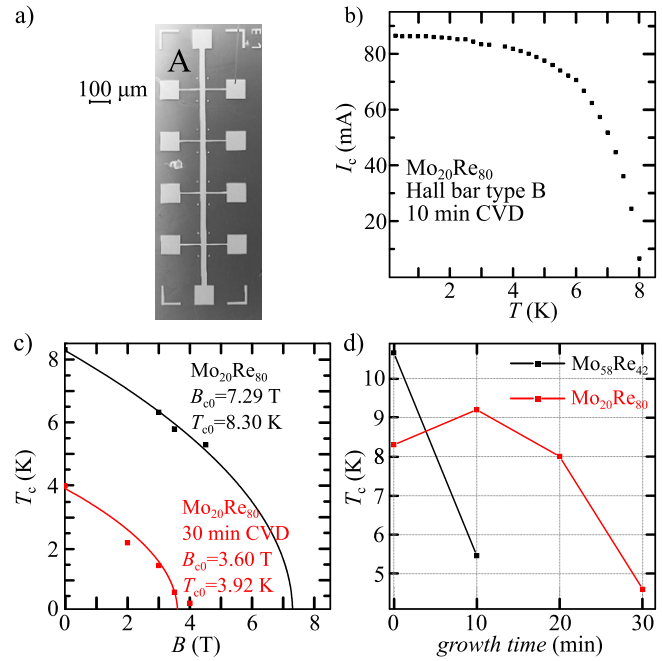 a)
A
100 μm
b)
I_c (mA)
80
60
40
20
0
2
4
6
8
T (K)
Mo₂₀Re₈₀
Hall bar type B
10 min CVD
c)
T_c (K)
8
6
4
2
0
0
2
4
6
8
B (T)
Mo₂₀Re₈₀
B_c0=7.29 T
T_c0=8.30 K
Mo₂₀Re₈₀
30 min CVD
B_c0=3.60 T
T_c0=3.92 K
d)
T_c (K)
10
9
8
7
6
5
0
10
20
30
growth time (min)
Mo₅₈Re₄₂
Mo₂₀Re₈₀